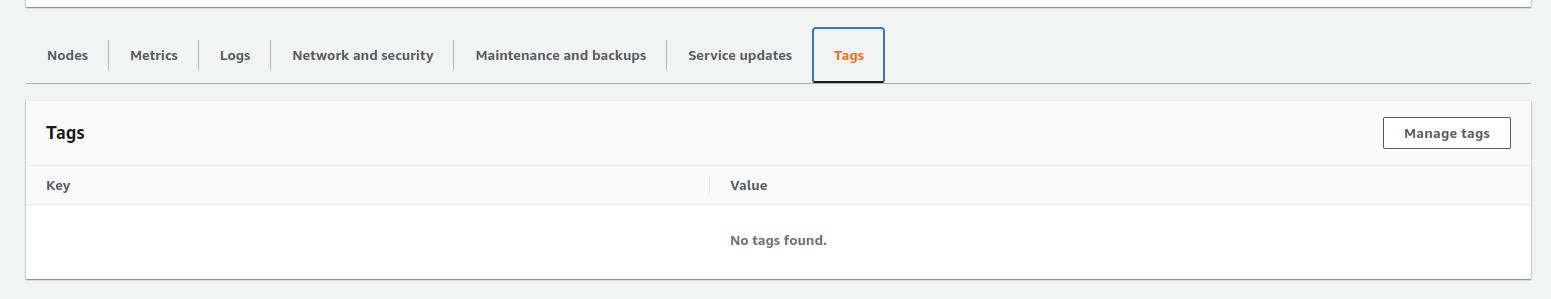 Nodes Metrics Logs Network and security Maintenance and backups Service updates Tags
Tags Manage tags
Key Value
No tags found.